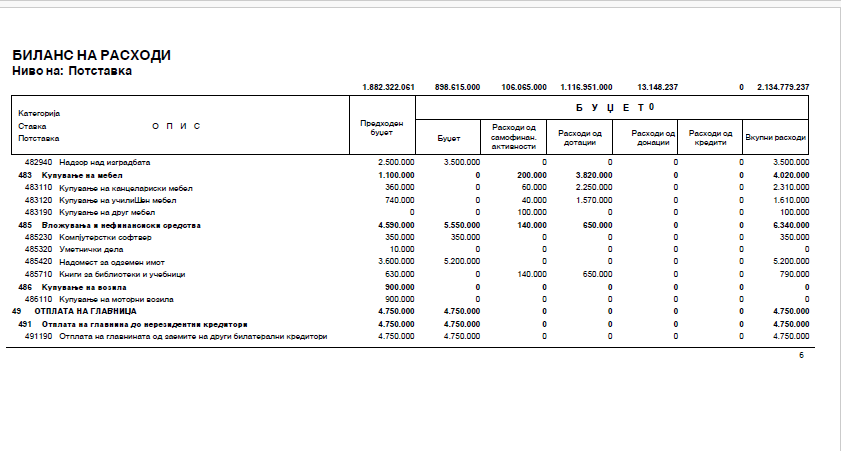 БИЛАНС НА РАСХОДИ
Ниво на: Потставка
1.882.322.061 898.615.000 106.065.000 1.116.951.000 13.148.237 0 2.134.779.237
Категорија
Ставка О П И С
Потставка
Предходен
буџет
Б У Џ Е Т 0
Буџет
Расходи од
самофинан.
активности
Расходи од
дотации
Расходи од
донации
Расходи од
кредити
Вкупни расходи
482940 Надзор над изградбата 2.500.000 3.500.000 0 0 0 0 3.500.000
483 Купување на мебел 1.100.000 0 200.000 3.820.000 0 0 4.020.000
483110 Купување на канцелариски мебел 360.000 0 60.000 2.250.000 0 0 2.310.000
483120 Купување на училиШен мебел 740.000 0 40.000 1.570.000 0 0 1.610.000
483190 Купување на друг мебел 0 0 100.000 0 0 0 100.000
485 Вложувања и нефинансиски средства 4.590.000 5.550.000 140.000 650.000 0 0 6.340.000
485230 Компјутерстки софтвер 350.000 350.000 0 0 0 0 350.000
485320 Уметнички дела 10.000 0 0 0 0 0 0
485420 Надомест за одземен имот 3.600.000 5.200.000 0 0 0 0 5.200.000
485710 Книги за библиотеки и учебници 630.000 0 140.000 650.000 0 0 790.000
486 Купување на возила 900.000 0 0 0 0 0 0
486110 Купување на моторни возила 900.000 0 0 0 0 0 0
49 ОТПЛАТА НА ГЛАВНИЦА 4.750.000 4.750.000 0 0 0 0 4.750.000
491 Отплата на главнина до нерезидентни кредитори 4.750.000 4.750.000 0 0 0 0 4.750.000
491190 Отплата на главнината од заемите на други билатерални кредитори 4.750.000 4.750.000 0 0 0 0 4.750.000
6